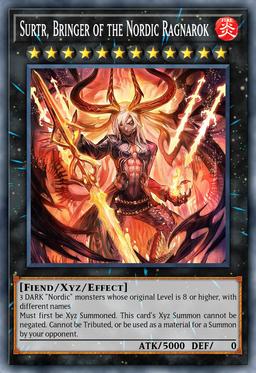 Surtr, Bringer of the Nordic Ragnarok
FIRE
炎
[Fiend/Xyz/Effect]
3 DARK "Nordic" monsters whose original Level is 8 or higher, with
different names
Must first be Xyz Summoned. This card's Xyz Summon cannot be
negated. Cannot be Tributed, or be used as a material for a Summon
by your opponent.
ATK/5000 DEF/ 0